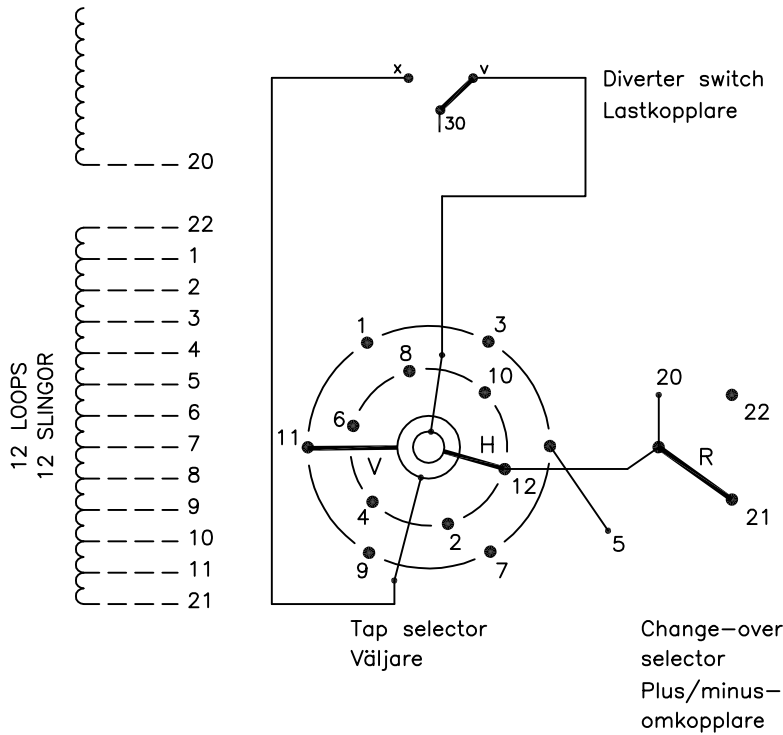 x
v
30
Diverter switch
Lastkopplare
20
22
1
2
3
4
5
6
7
8
9
10
11
21
12 LOOPS
12 SLINGOR
1
3
8
10
6
11
V
H
12
4
2
9
7
5
20
22
R
21
Tap selector
Väljare
Change-over
selector
Plus/minus-
omkopplare